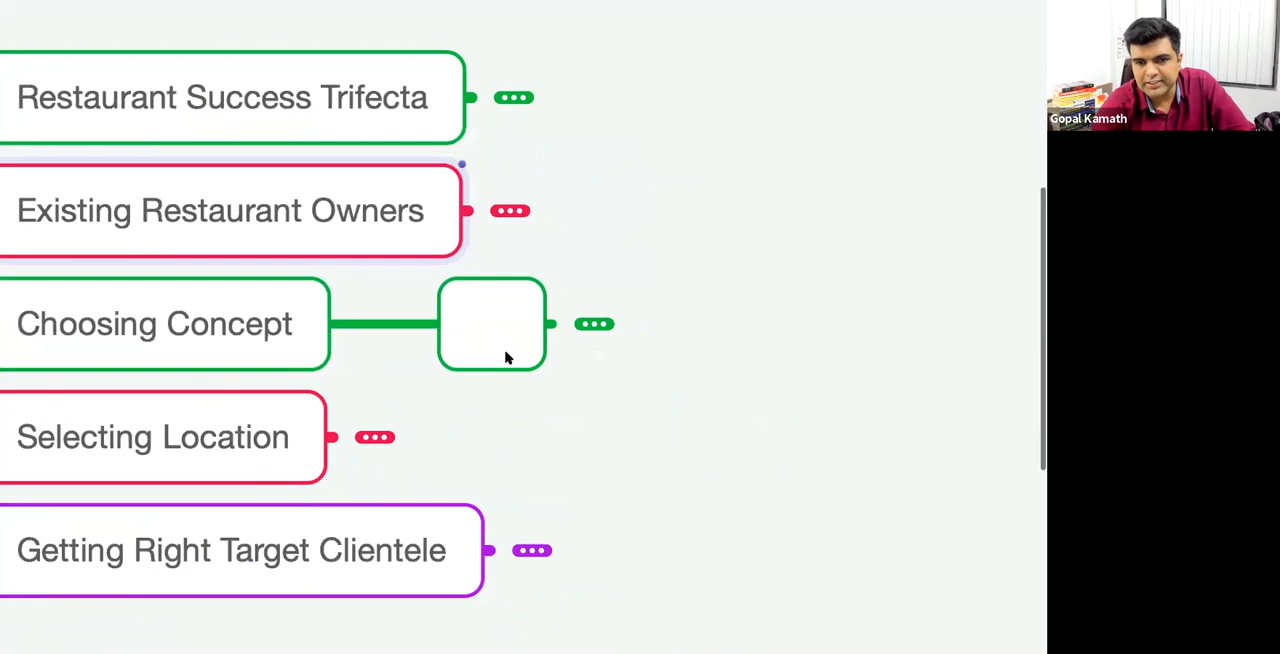 Restaurant Success Trifecta
Gopal Kamath
Existing Restaurant Owners
Choosing Concept
Selecting Location
Getting Right Target Clientele